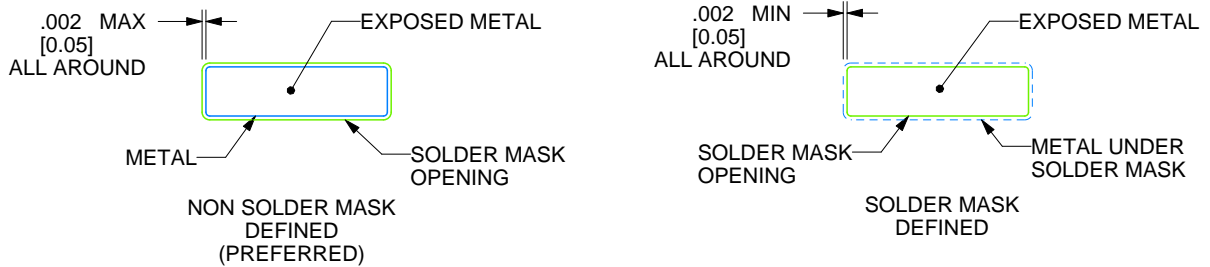 .002 MAX
[0.05]
ALL AROUND
EXPOSED METAL
METAL
SOLDER MASK
OPENING
NON SOLDER MASK
DEFINED
(PREFERRED)
.002 MIN
[0.05]
ALL AROUND
EXPOSED METAL
SOLDER MASK
OPENING
METAL UNDER
SOLDER MASK
SOLDER MASK
DEFINED